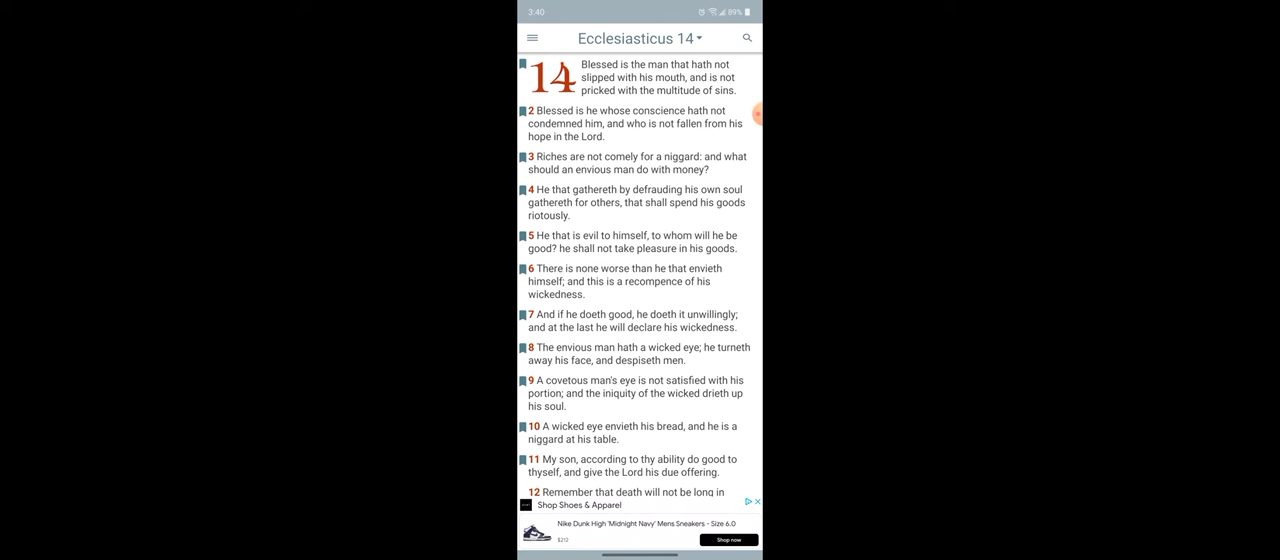 3:40
89%
Ecclesiasticus 14
14 Blessed is the man that hath not
slipped with his mouth, and is not
pricked with the multitude of sins.
2 Blessed is he whose conscience hath not
condemned him, and who is not fallen from his
hope in the Lord.
3 Riches are not comely for a niggard: and what
should an envious man do with money?
4 He that gathereth by defrauding his own soul
gathereth for others, that shall spend his goods
riotously.
5 He that is evil to himself, to whom will he be
good? he shall not take pleasure in his goods.
6 There is none worse than he that envieth
himself; and this is a recompence of his
wickedness.
7 And if he doeth good, he doeth it unwillingly;
and at the last he will declare his wickedness.
8 The envious man hath a wicked eye; he turneth
away his face, and despiseth men.
9 A covetous man's eye is not satisfied with his
portion; and the iniquity of the wicked drieth up
his soul.
10 A wicked eye envieth his bread, and he is a
niggard at his table.
11 My son, according to thy ability do good to
thyself, and give the Lord his due offering.
12 Remember that death will not be long in
Shop Shoes & Apparel
Nike Dunk High 'Midnight Navy' Mens Sneakers - Size 6.0
$212
Shop now